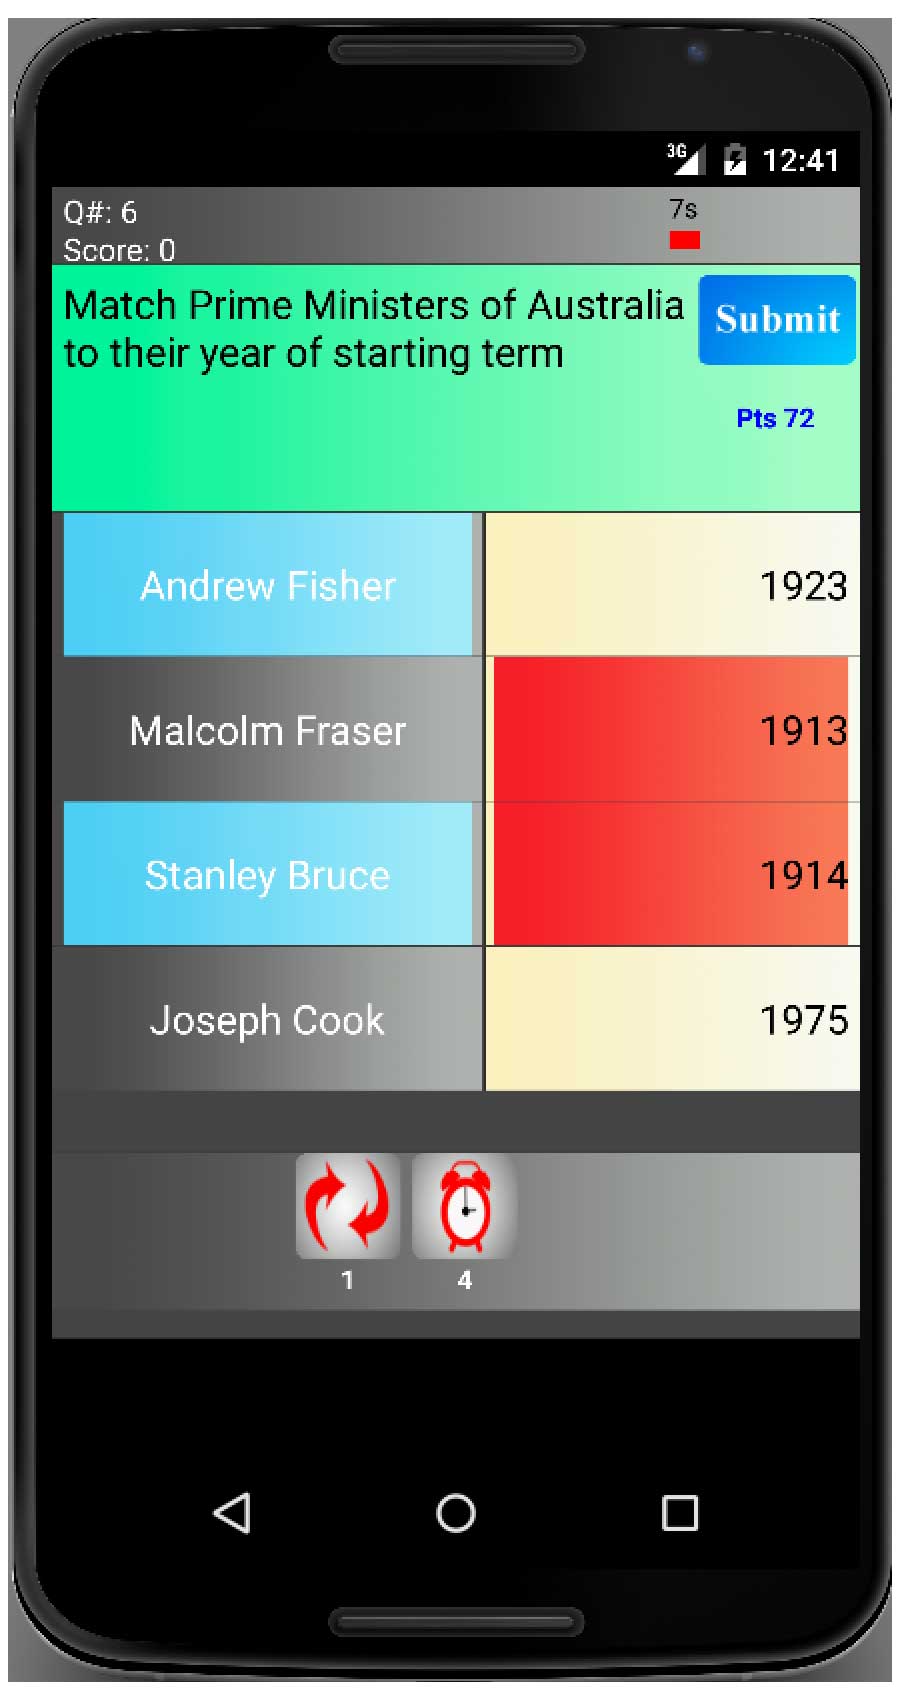 3G 12:41
Q#: 6
7s
Score: 0
Match Prime Ministers of Australia
to their year of starting term
Submit
Pts 72
Andrew Fisher 1923
Malcolm Fraser 1913
Stanley Bruce 1914
Joseph Cook 1975
1 4